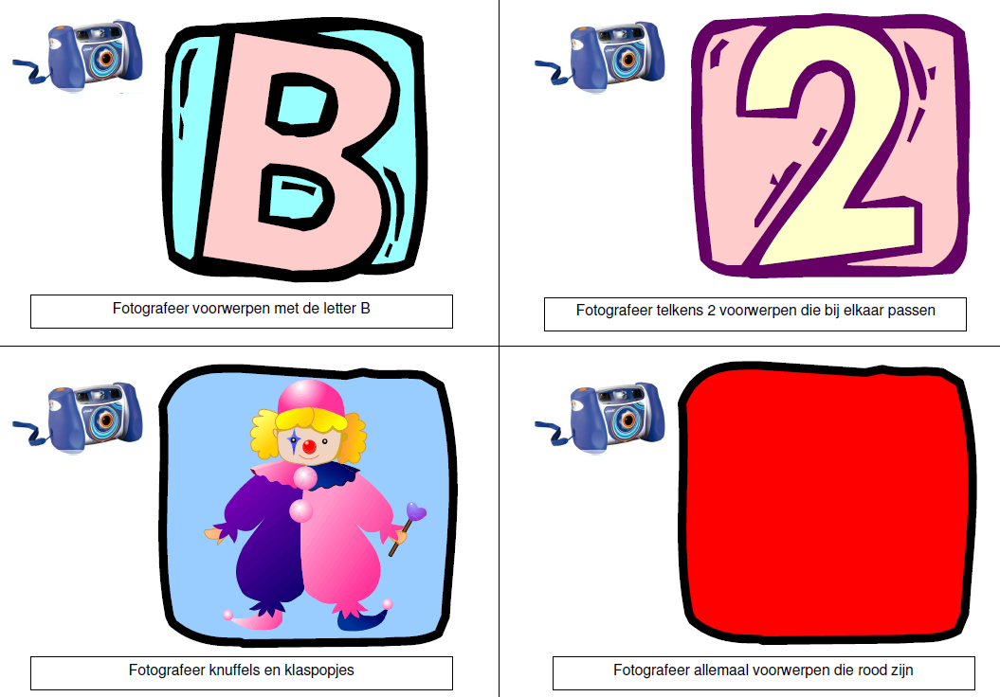 B
2
Fotografeer voorwerpen met de letter B
Fotografeer telkens 2 voorwerpen die bij elkaar passen
Fotografeer knuffels en klaspopjes
Fotografeer allemaal voorwerpen die rood zijn